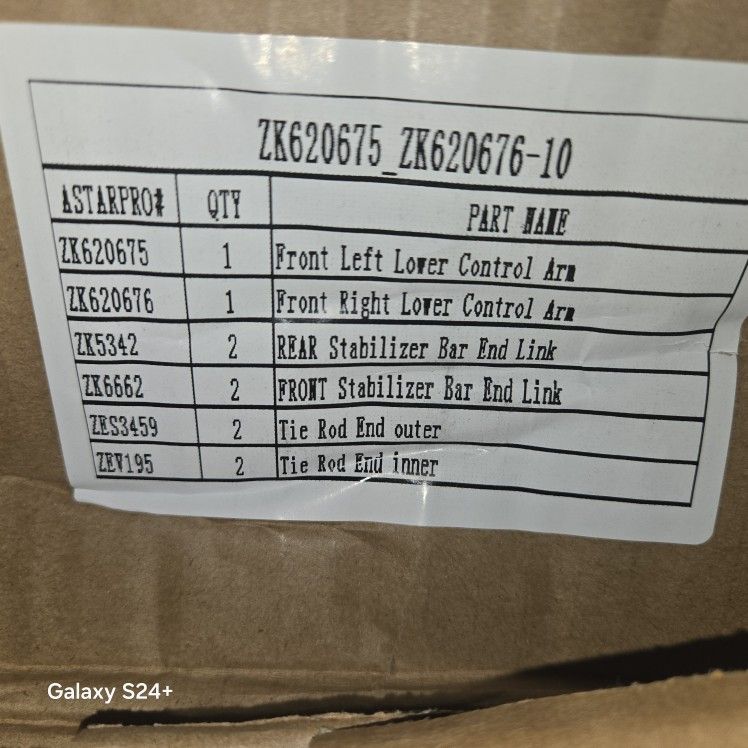 ZK620675_ZK620676-10
ASTARPRO# QTY PART NAME
ZK620675 1 Front Left Lower Control Arm
ZK620676 1 Front Right Lower Control Arm
ZK5342 2 REAR Stabilizer Bar End Link
ZK6662 2 FRONT Stabilizer Bar End Link
ZES3459 2 Tie Rod End outer
ZEV195 2 Tie Rod End inner
Galaxy S24+